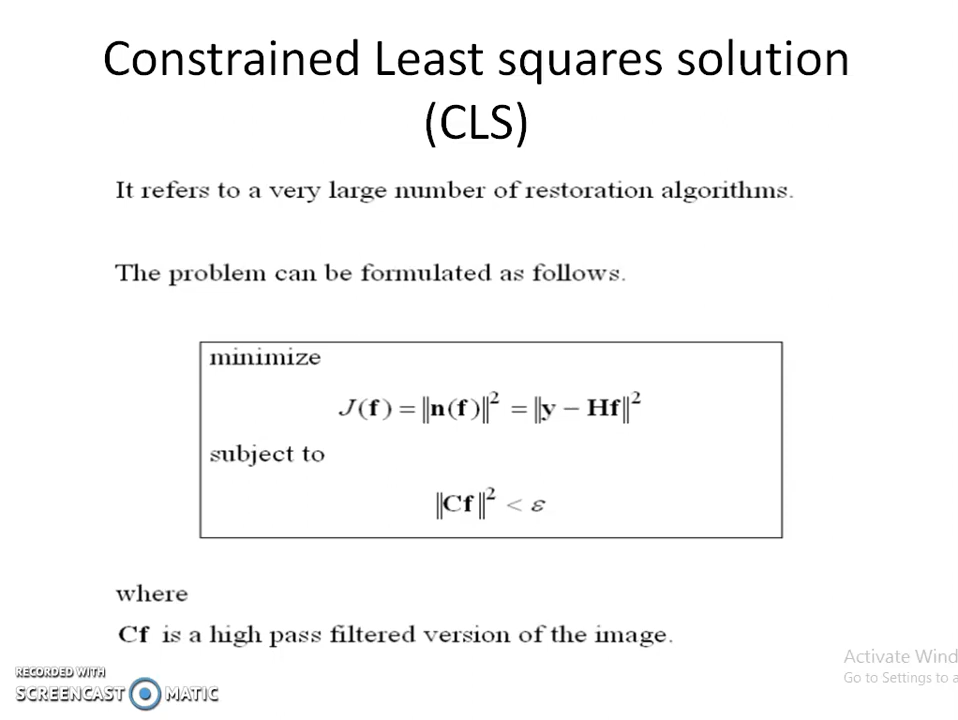 Constrained Least squares solution
(CLS)
It refers to a very large number of restoration algorithms.
The problem can be formulated as follows.
minimize
J(f) = ‖n(f)‖² = ‖y − Hf‖²
subject to
‖Cf‖² < ε
where
Cf is a high pass filtered version of the image.
Activate Wind
Go to Settings to a
RECORDED WITH
SCREENCAST MATIC